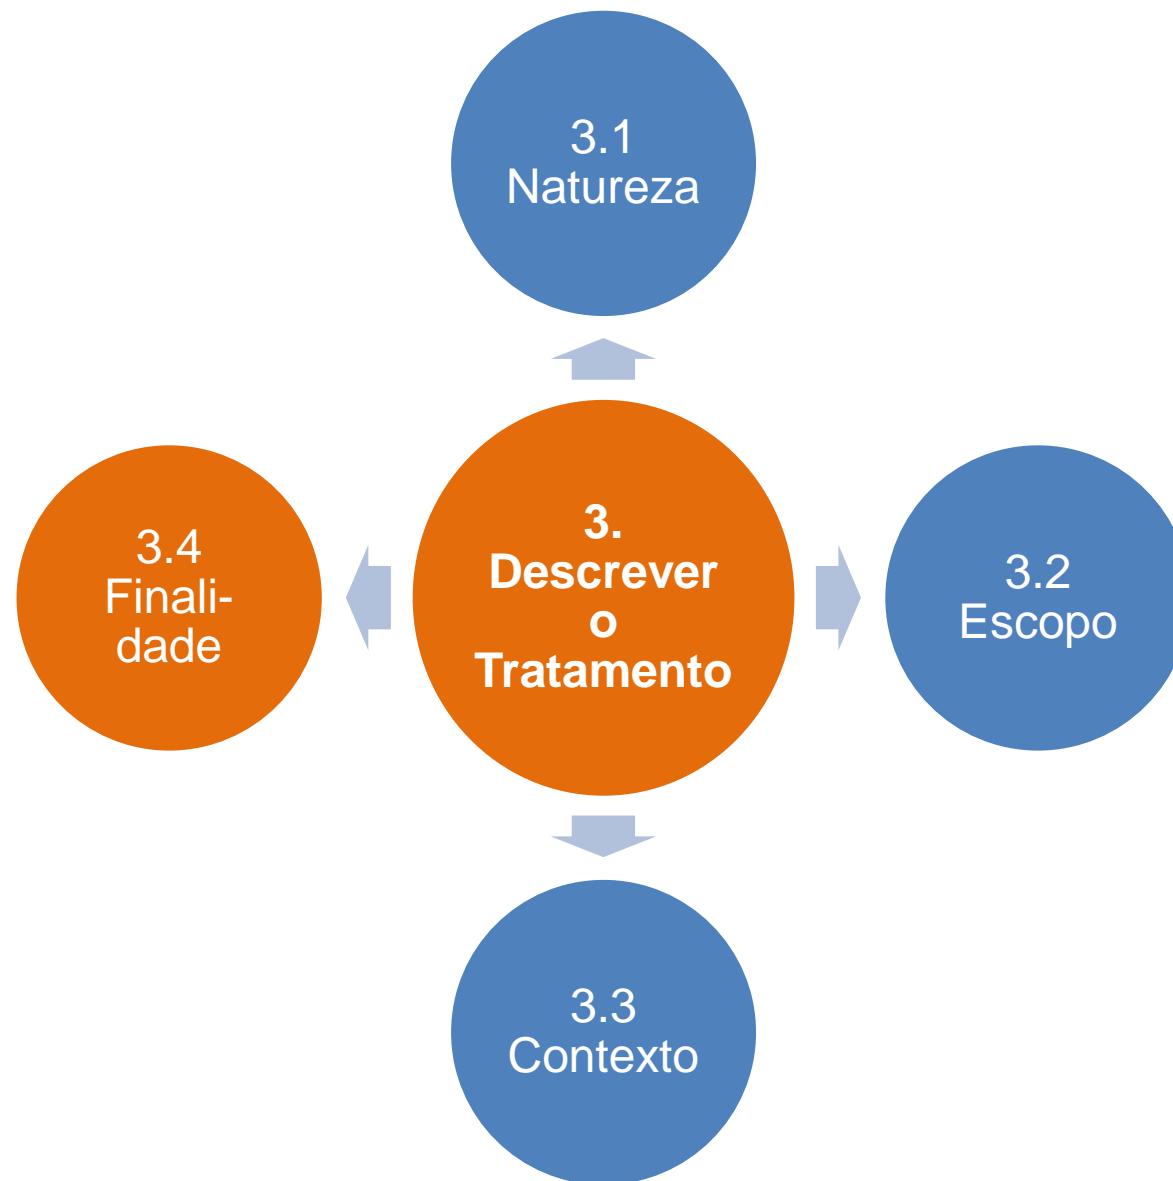 3.1
Natureza
3.
Descrever
o
Tratamento
3.4
Finali-
dade
3.2
Escopo
3.3
Contexto